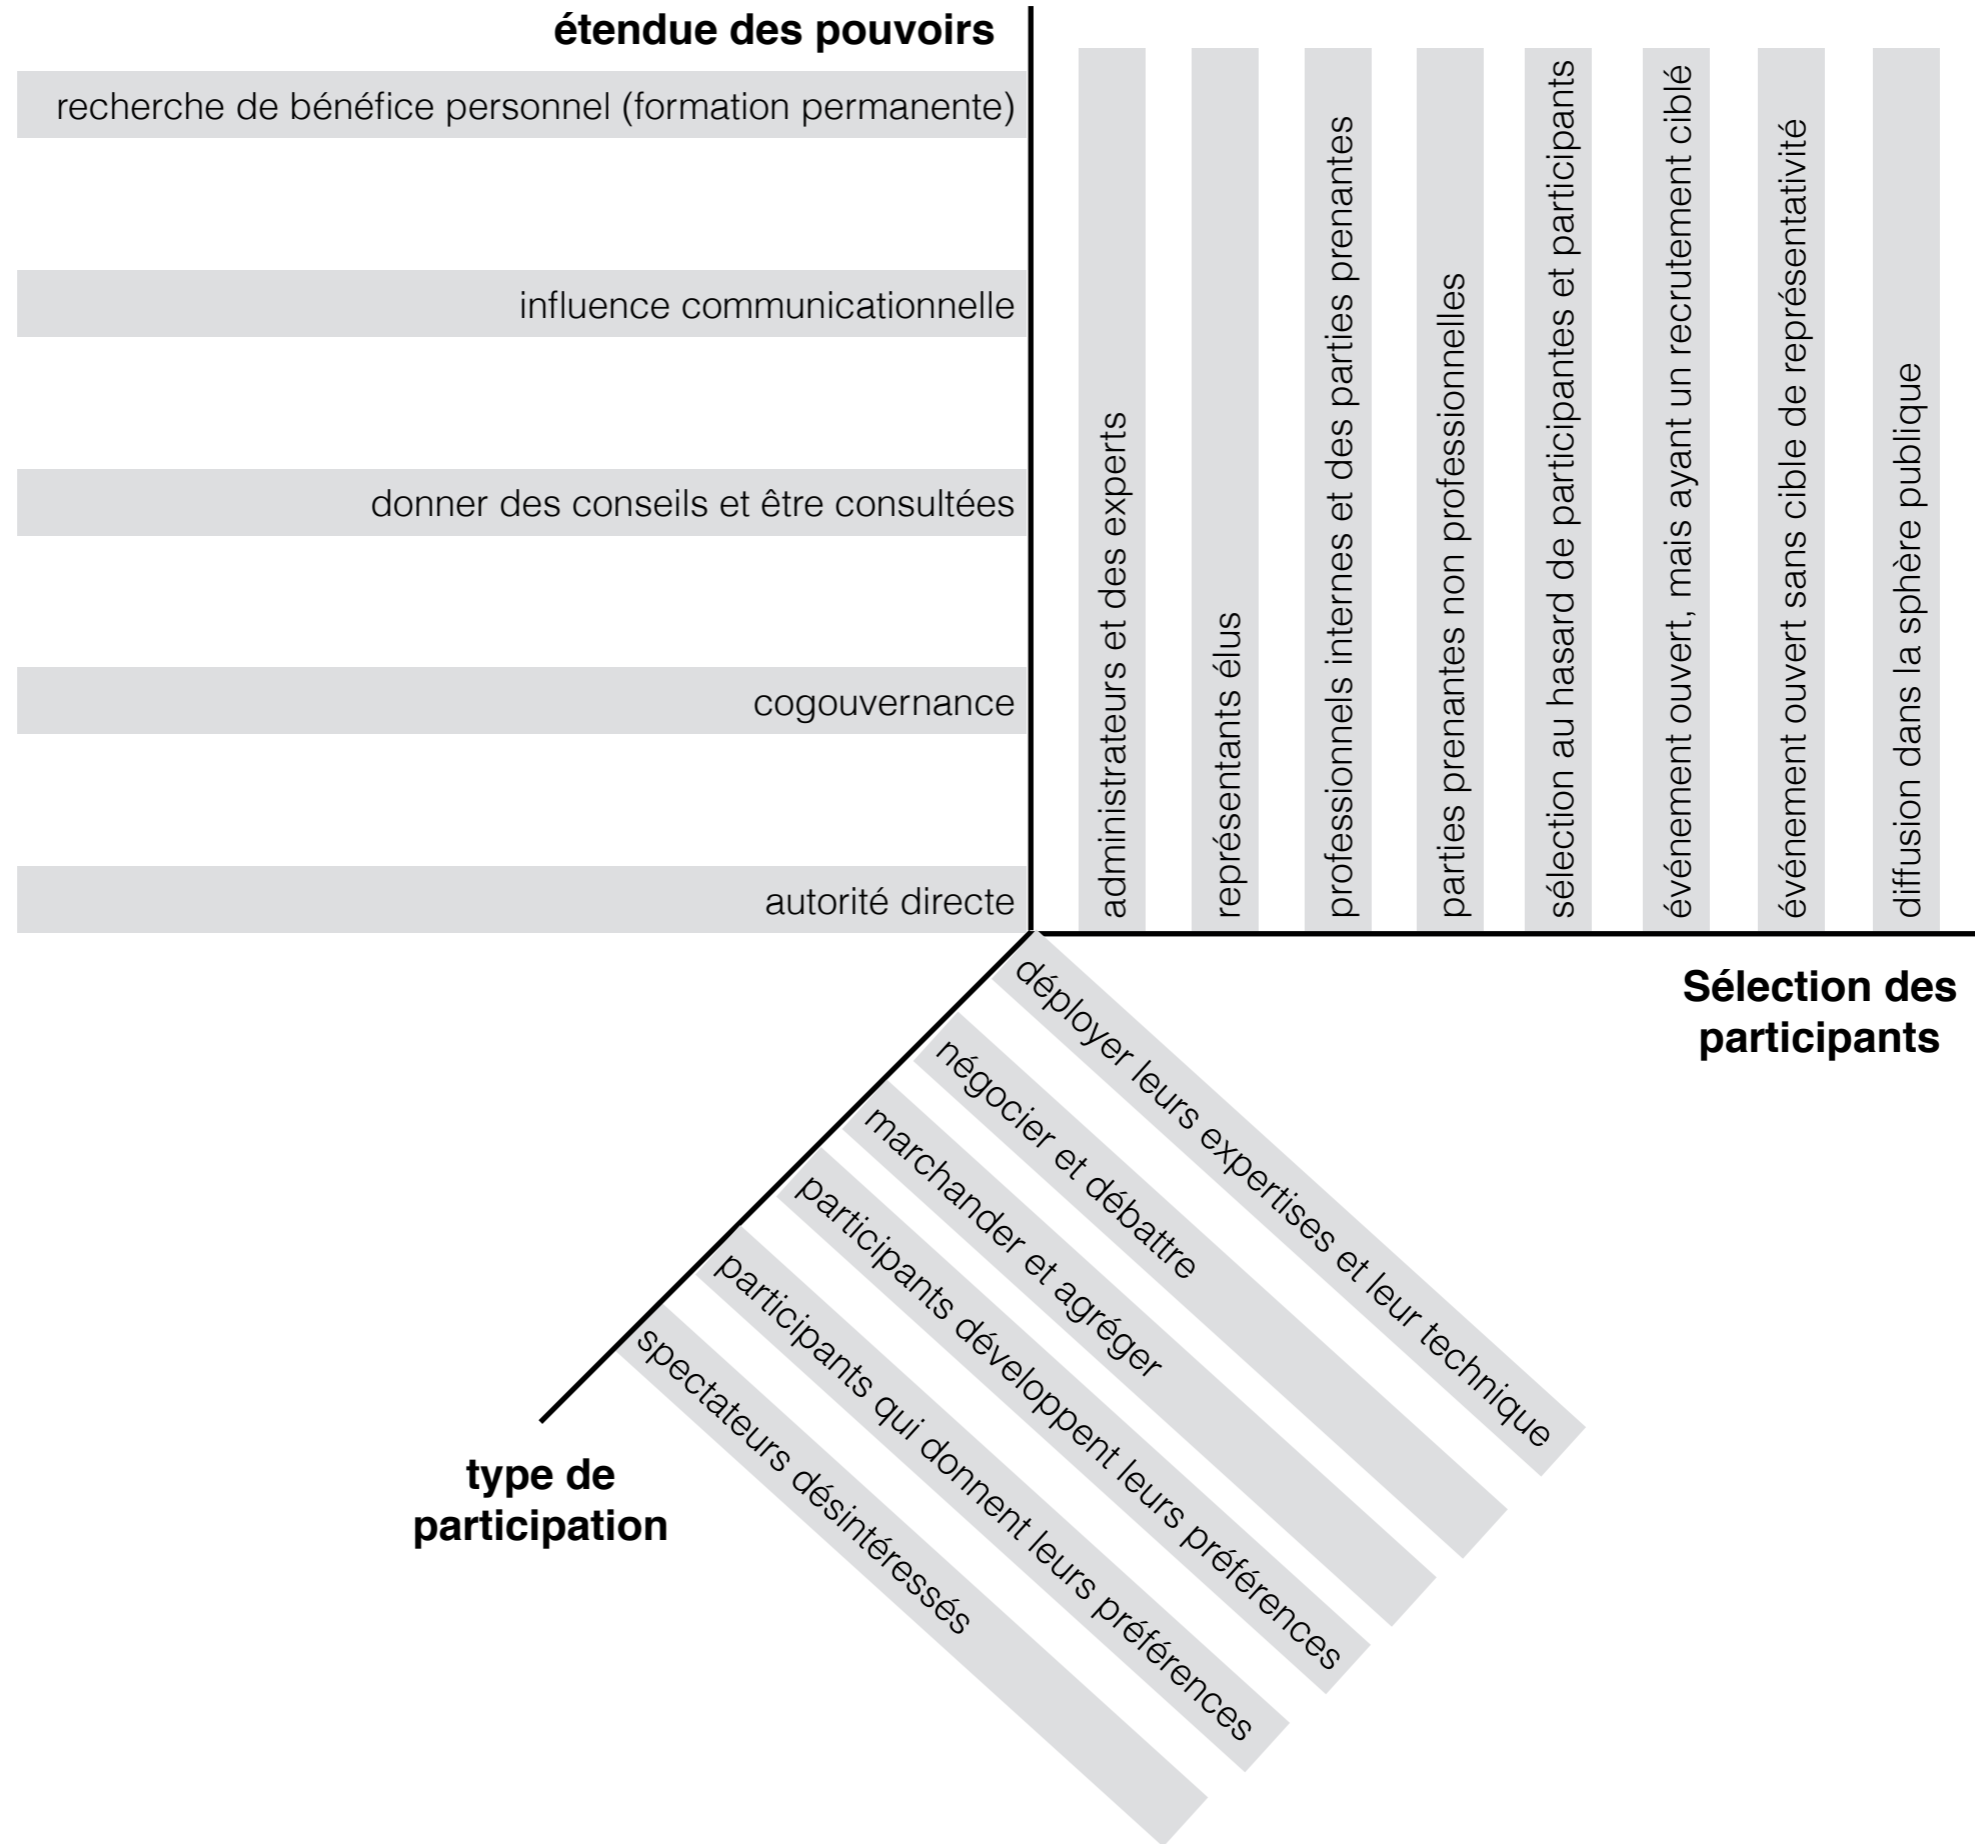 étendue des pouvoirs
recherche de bénéfice personnel (formation permanente)
influence communicationnelle
donner des conseils et être consultées
cogouvernance
autorité directe
administrateurs et des experts
représentants élus
professionnels internes et des parties prenantes
parties prenantes non professionnelles
sélection au hasard de participantes et participants
événement ouvert, mais ayant un recrutement ciblé
événement ouvert sans cible de représentativité
diffusion dans la sphère publique
Sélection des
participants
déployer leurs expertises et leur technique
négocier et débattre
marchander et agréger
participants développent leurs préférences
participants qui donnent leurs préférences
spectateurs désintéressés
type de
participation